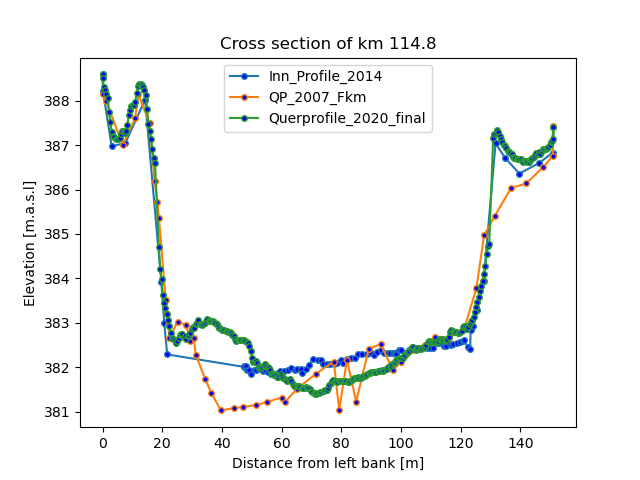 Cross section of km 114.8
Inn_Profile_2014
QP_2007_Fkm
Querprofile_2020_final
Elevation [m.a.s.l]
388
387
386
385
384
383
382
381
0 20 40 60 80 100 120 140
Distance from left bank [m]